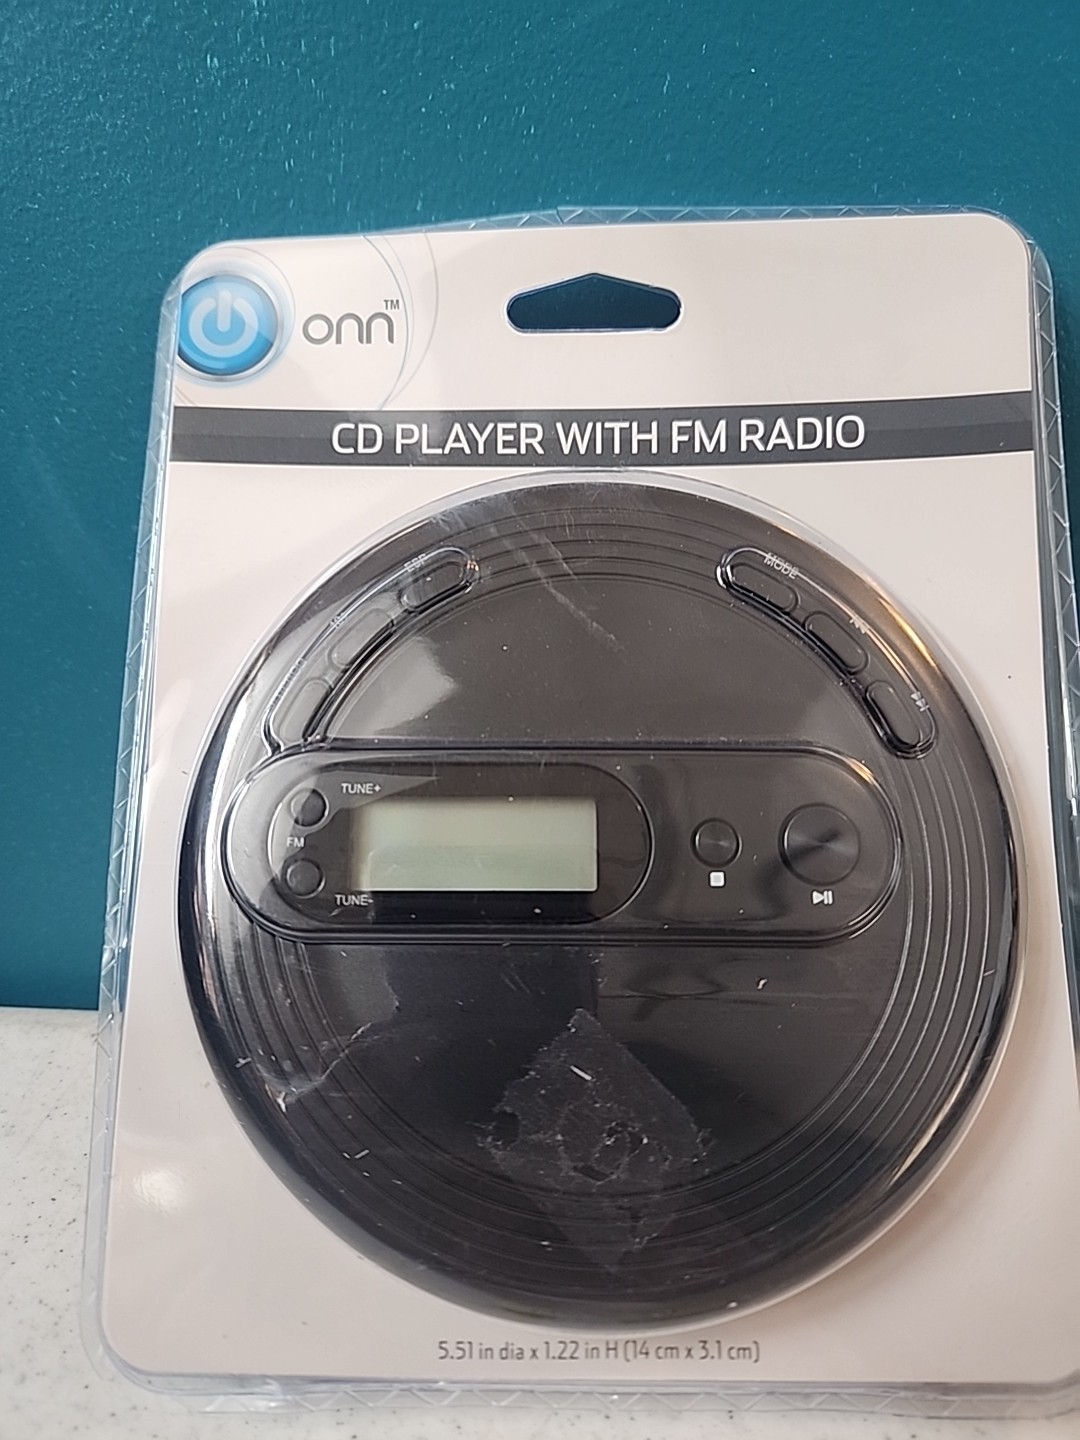 onn™
CD PLAYER WITH FM RADIO
ESP
MODE
TUNE+
FM
TUNE-
5.51 in dia x 1.22 in H (14 cm x 3.1 cm)